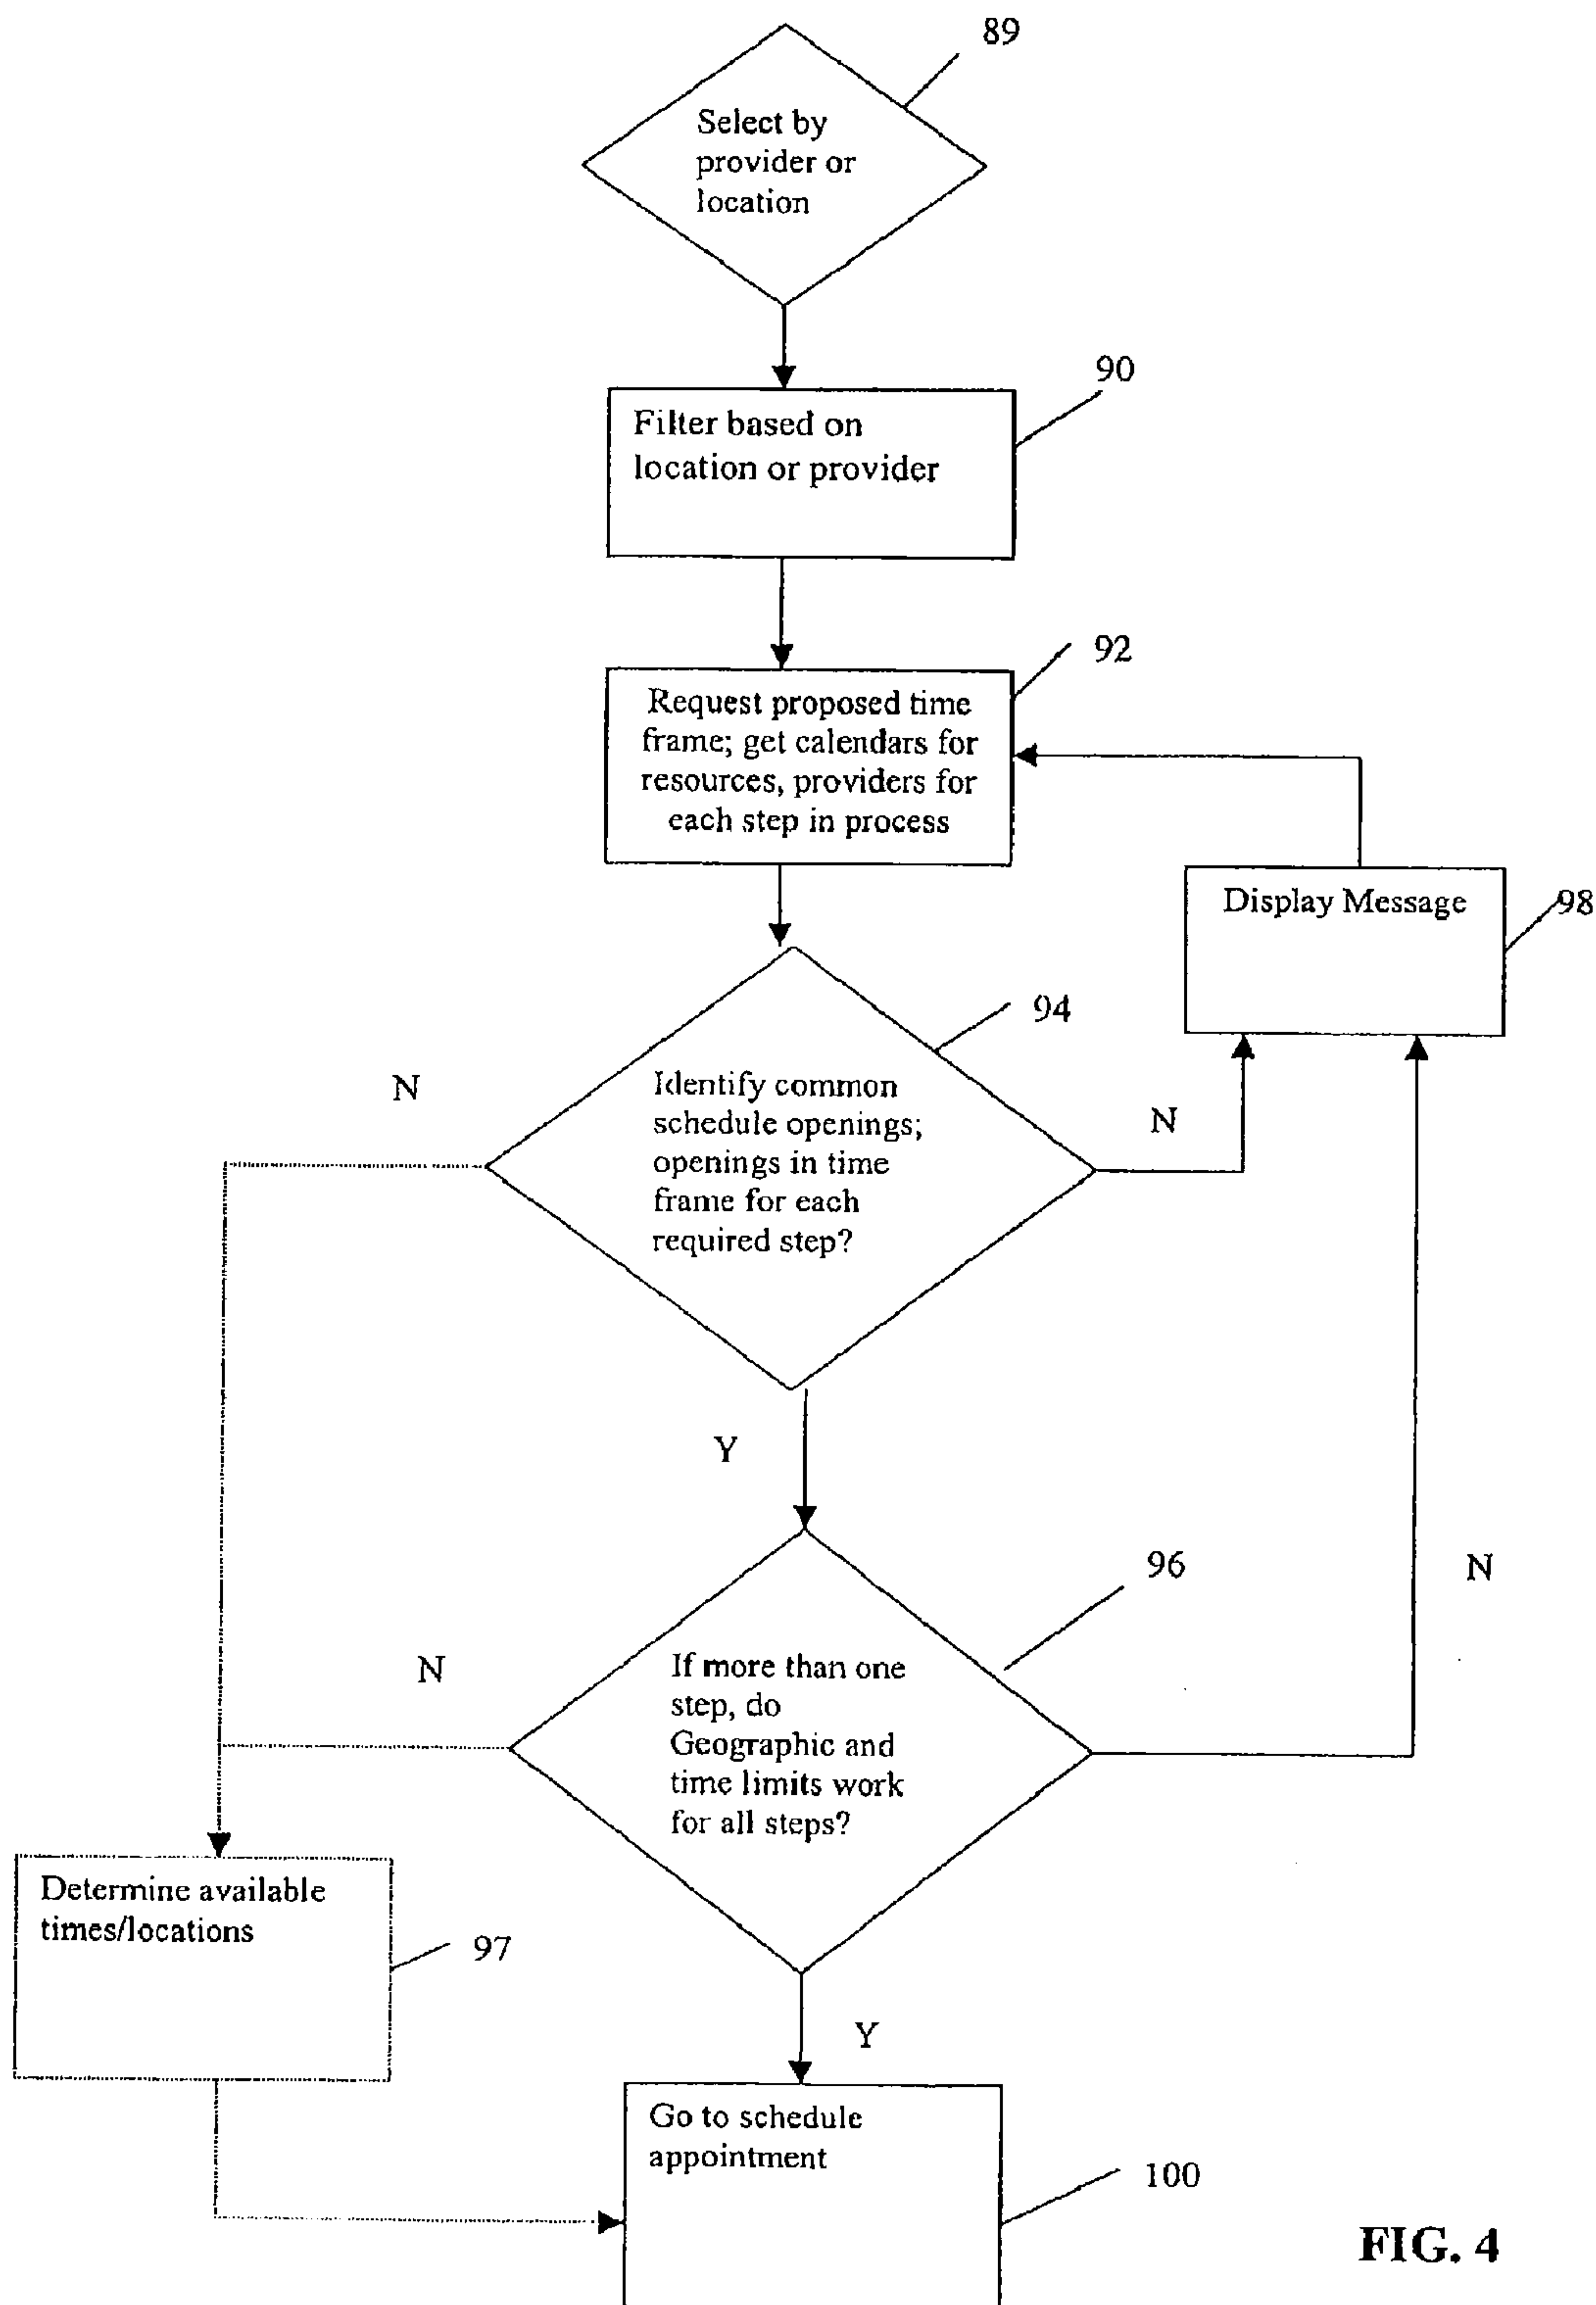 89
Select by
provider or
location
90
Filter based on
location or provider
92
Request proposed time
frame; get calendars for
resources, providers for
each step in process
Display Message
98
94
N
Identify common
schedule openings;
openings in time
frame for each
required step?
N
Y
96
N
N
If more than one
step, do
Geographic and
time limits work
for all steps?
Determine available
times/locations
97
Y
Go to schedule
appointment
100
FIG. 4